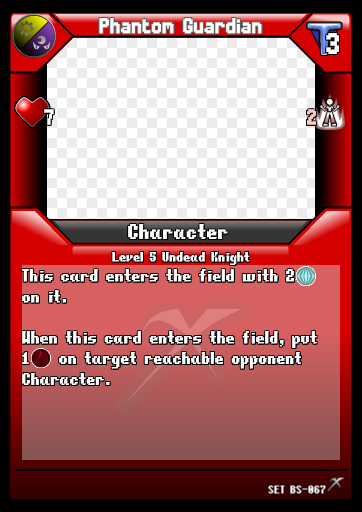 Phantom Guardian
T3
7
2
Character
Level 5 Undead Knight
This card enters the field with 2
on it.
When this card enters the field, put
1 on target reachable opponent
Character.
SET BS-067